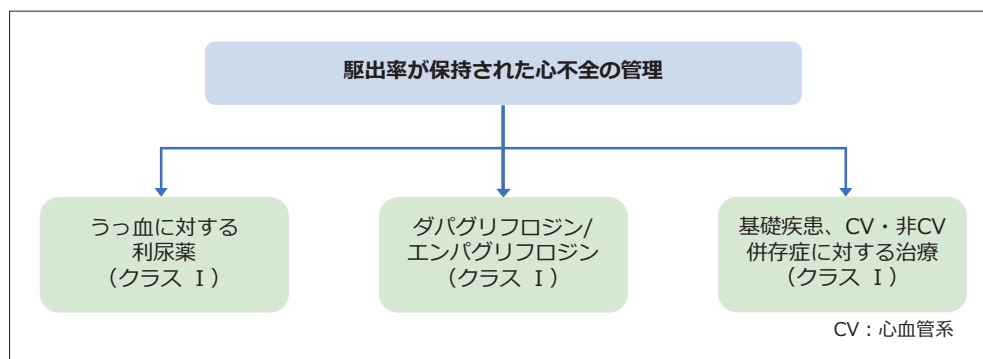 駆出率が保持された心不全の管理
うっ血に対する
利尿薬
（クラス Ⅰ）
ダパグリフロジン/
エンパグリフロジン
（クラス Ⅰ）
基礎疾患、CV・非CV
併存症に対する治療
（クラス Ⅰ）
CV：心血管系